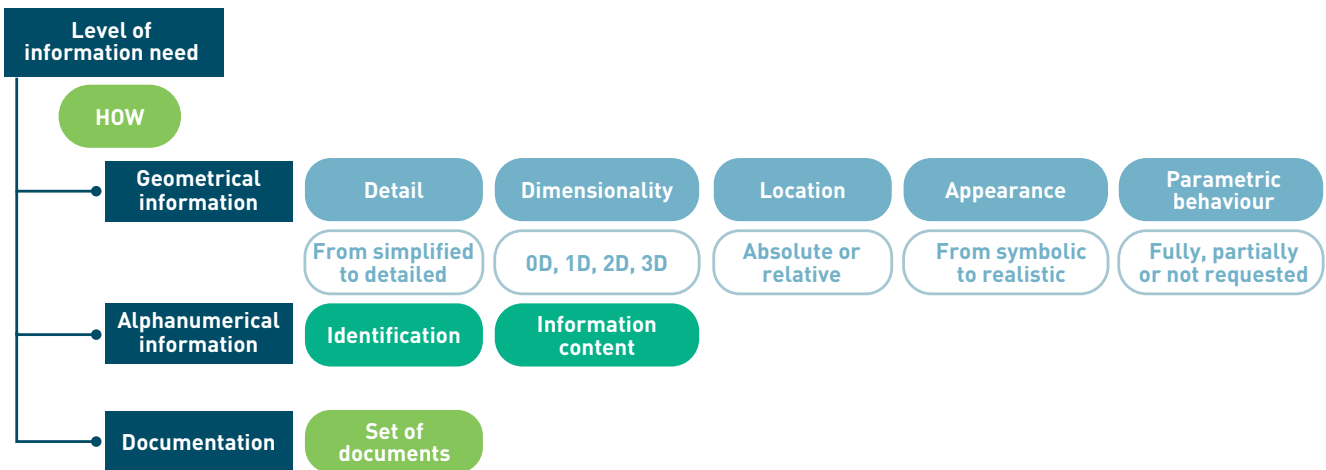 Level of
information need
HOW
Geometrical
information
Detail
Dimensionality
Location
Appearance
Parametric
behaviour
From simplified
to detailed
0D, 1D, 2D, 3D
Absolute or
relative
From symbolic
to realistic
Fully, partially
or not requested
Alphanumerical
information
Identification
Information
content
Documentation
Set of
documents